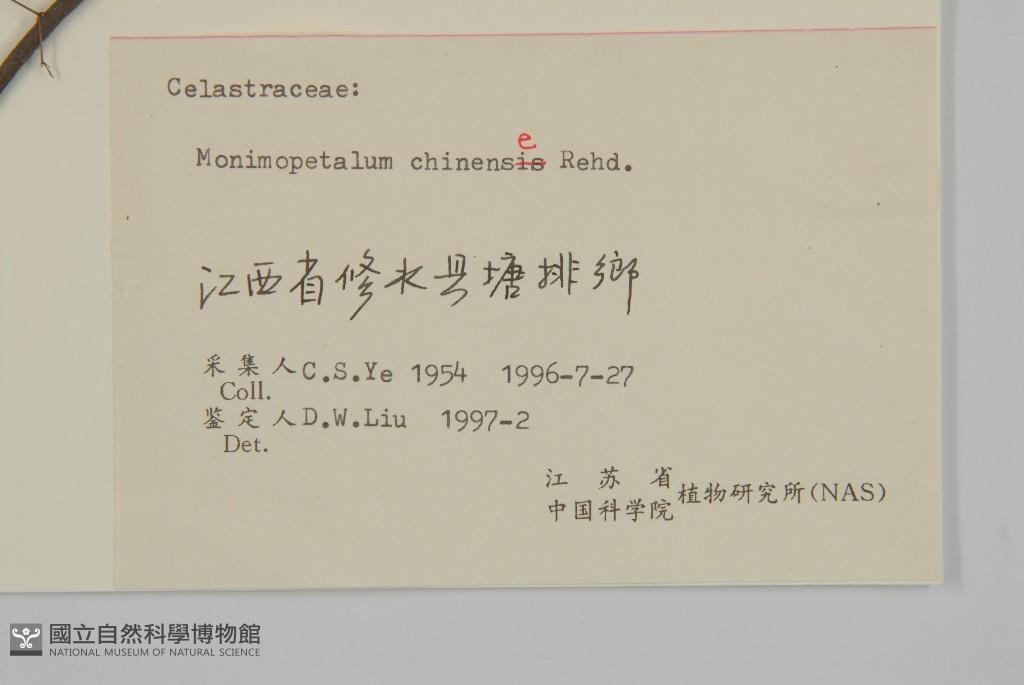 Celastraceae:
e
Monimopetalum chinensis Rehd.
江西省修水县塘排鄉
采集人 C.S.Ye 1954 1996-7-27
Coll.
鉴定人 D.W.Liu 1997-2
Det.
江苏省
中国科学院 植物研究所(NAS)
國立自然科學博物館
NATIONAL MUSEUM OF NATURAL SCIENCE